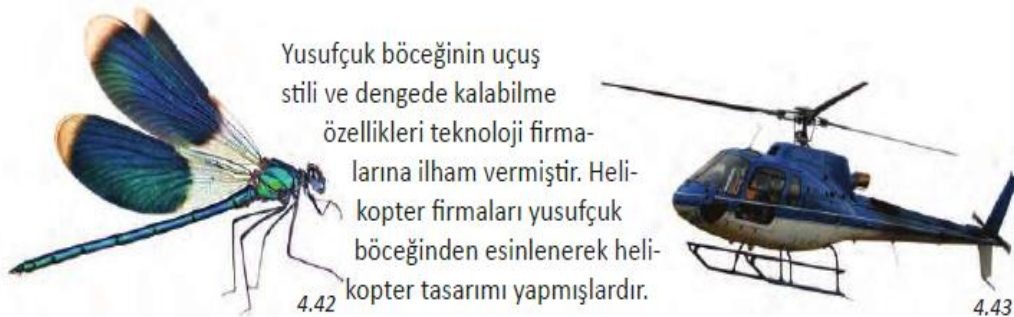 Yusufçuk böceğinin uçuş
stili ve dengede kalabilme
özellikleri teknoloji firma-
larına ilham vermiştir. Heli-
kopter firmaları yusufçuk
böceğinden esinlenerek heli-
kopter tasarımı yapmışlardır.
4.42
4.43